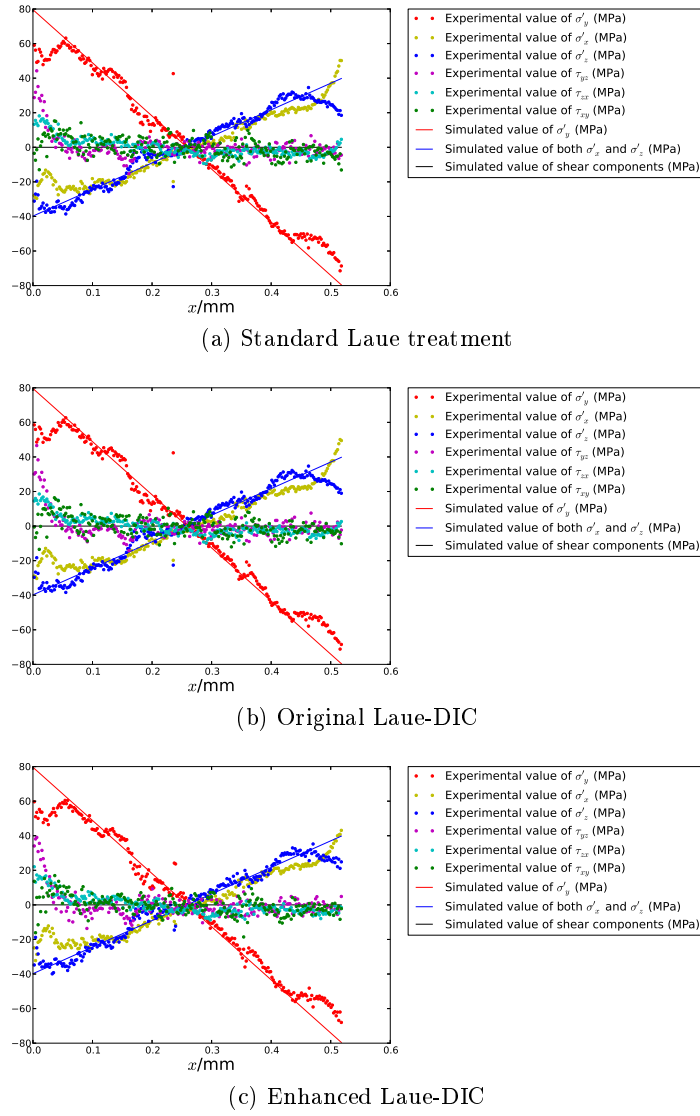 80
60
40
20
0
−20
−40
−60
−80
0.0 0.1 0.2 0.3 0.4 0.5 0.6
x/mm
Experimental value of σ′y (MPa)
Experimental value of σ′x (MPa)
Experimental value of σ′z (MPa)
Experimental value of τyz (MPa)
Experimental value of τzx (MPa)
Experimental value of τxy (MPa)
Simulated value of σ′y (MPa)
Simulated value of both σ′x and σ′z (MPa)
Simulated value of shear components (MPa)
(a) Standard Laue treatment
80
60
40
20
0
−20
−40
−60
−80
0.0 0.1 0.2 0.3 0.4 0.5 0.6
x/mm
Experimental value of σ′y (MPa)
Experimental value of σ′x (MPa)
Experimental value of σ′z (MPa)
Experimental value of τyz (MPa)
Experimental value of τzx (MPa)
Experimental value of τxy (MPa)
Simulated value of σ′y (MPa)
Simulated value of both σ′x and σ′z (MPa)
Simulated value of shear components (MPa)
(b) Original Laue-DIC
80
60
40
20
0
−20
−40
−60
−80
0.0 0.1 0.2 0.3 0.4 0.5 0.6
x/mm
Experimental value of σ′y (MPa)
Experimental value of σ′x (MPa)
Experimental value of σ′z (MPa)
Experimental value of τyz (MPa)
Experimental value of τzx (MPa)
Experimental value of τxy (MPa)
Simulated value of σ′y (MPa)
Simulated value of both σ′x and σ′z (MPa)
Simulated value of shear components (MPa)
(c) Enhanced Laue-DIC